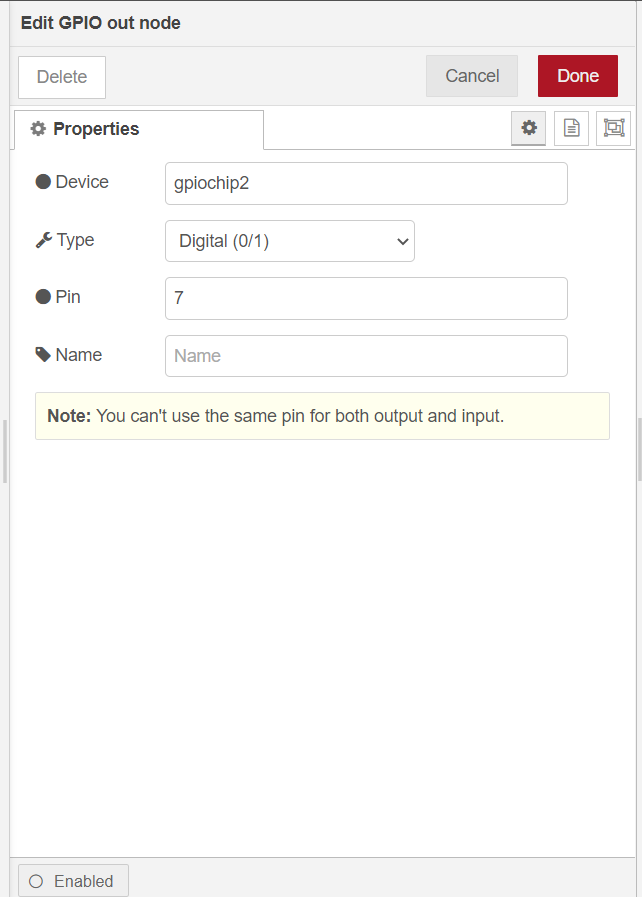 Edit GPIO out node
Delete
Cancel
Done
Properties
Device
gpiochip2
Type
Digital (0/1)
Pin
7
Name
Name
Note: You can't use the same pin for both output and input.
Enabled